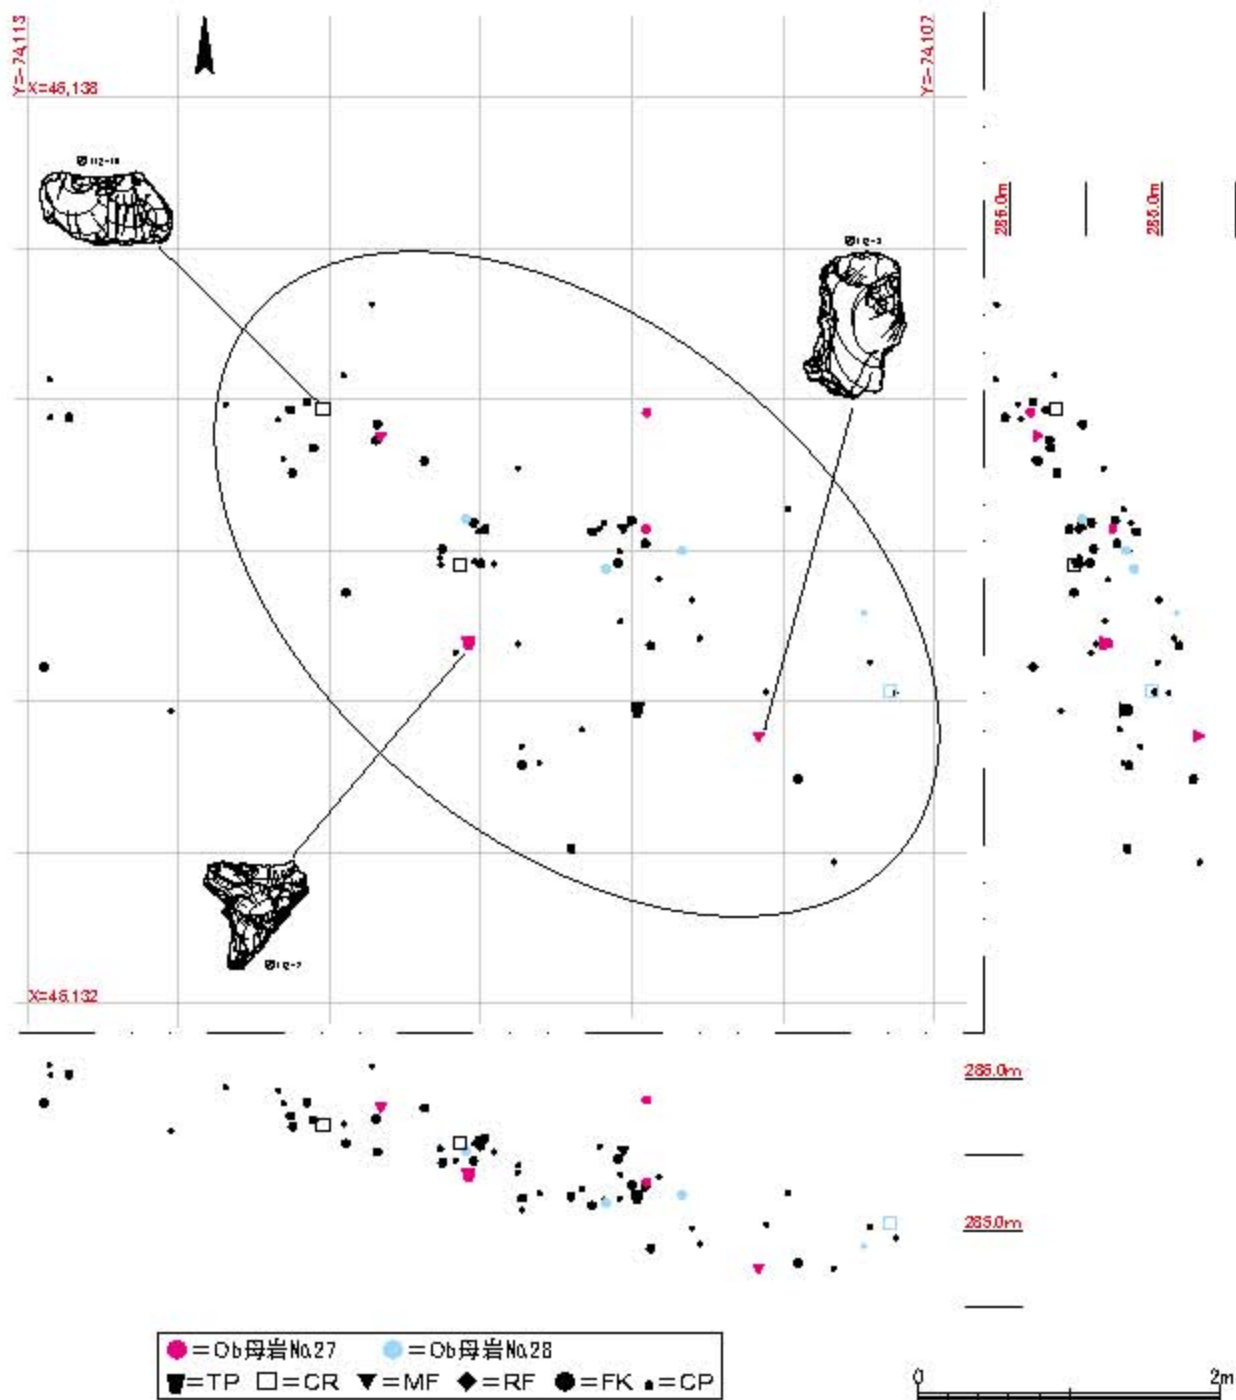 Y=-74,113
Y=-74,107
X=46,138
286.0m
285.0m
X=46,132
286.0m
285.0m
●=Ob母岩No.27 ●=Ob母岩No.28
=TP □=CR ▼=MF ◆=RF ●=FK =CP
0 2m